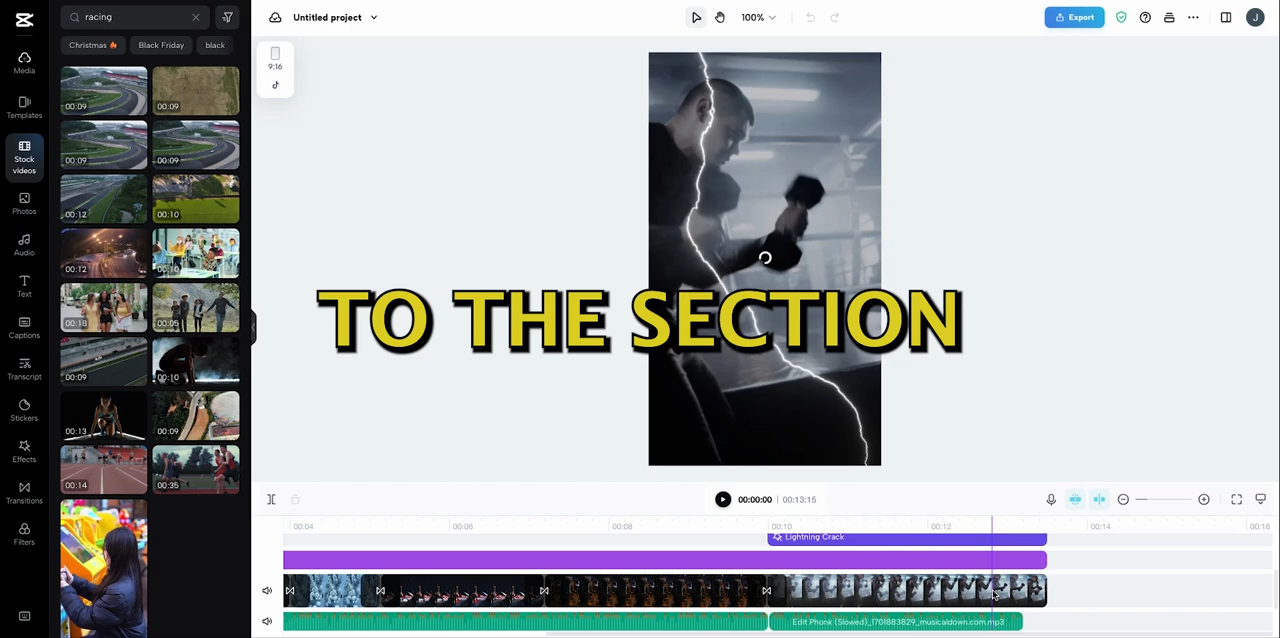 racing
Untitled project
100%
Export
J
Christmas
Black Friday
black
Media
Templates
Stock
videos
Photos
Audio
Text
Captions
Transcript
Stickers
Effects
Transitions
Filters
00:09
00:09
00:09
00:09
00:12
00:10
00:12
00:10
00:18
00:05
00:09
00:10
00:13
00:09
00:14
00:35
9:16
TO THE SECTION
00:00:00 | 00:13:15
00:04
00:06
00:08
00:10
00:12
00:14
00:16
Lightning Crack
Edit Phonk (Slowed)_1701883829_musicaldown.com.mp3